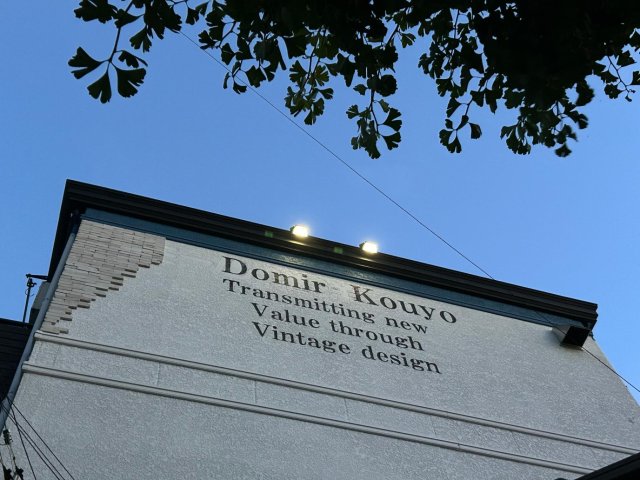 Domir Kouyo
Transmitting new
Value through
Vintage design